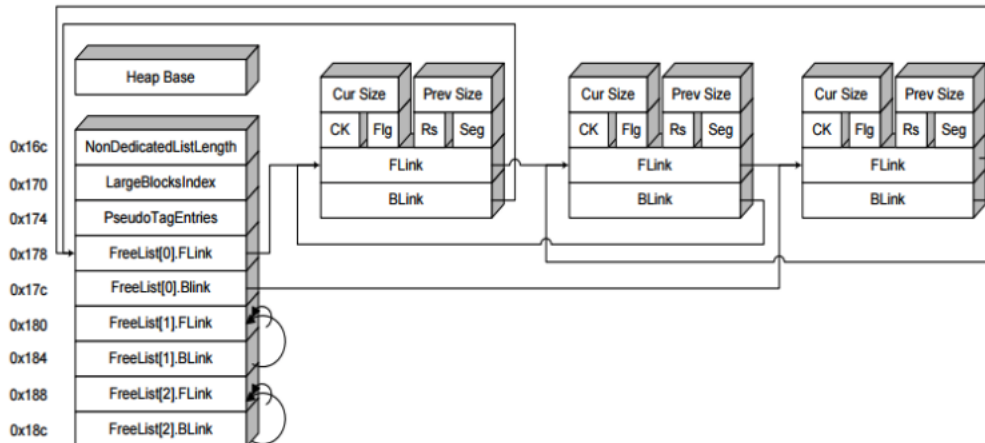 Heap Base
0x16c NonDedicatedListLength
0x170 LargeBlocksIndex
0x174 PseudoTagEntries
0x178 FreeList[0].FLink
0x17c FreeList[0].Blink
0x180 FreeList[1].FLink
0x184 FreeList[1].BLink
0x188 FreeList[2].FLink
0x18c FreeList[2].BLink
Cur Size Prev Size
CK Flg Rs Seg
FLink
BLink
Cur Size Prev Size
CK Flg Rs Seg
FLink
BLink
Cur Size Prev Size
CK Flg Rs Seg
FLink
BLink